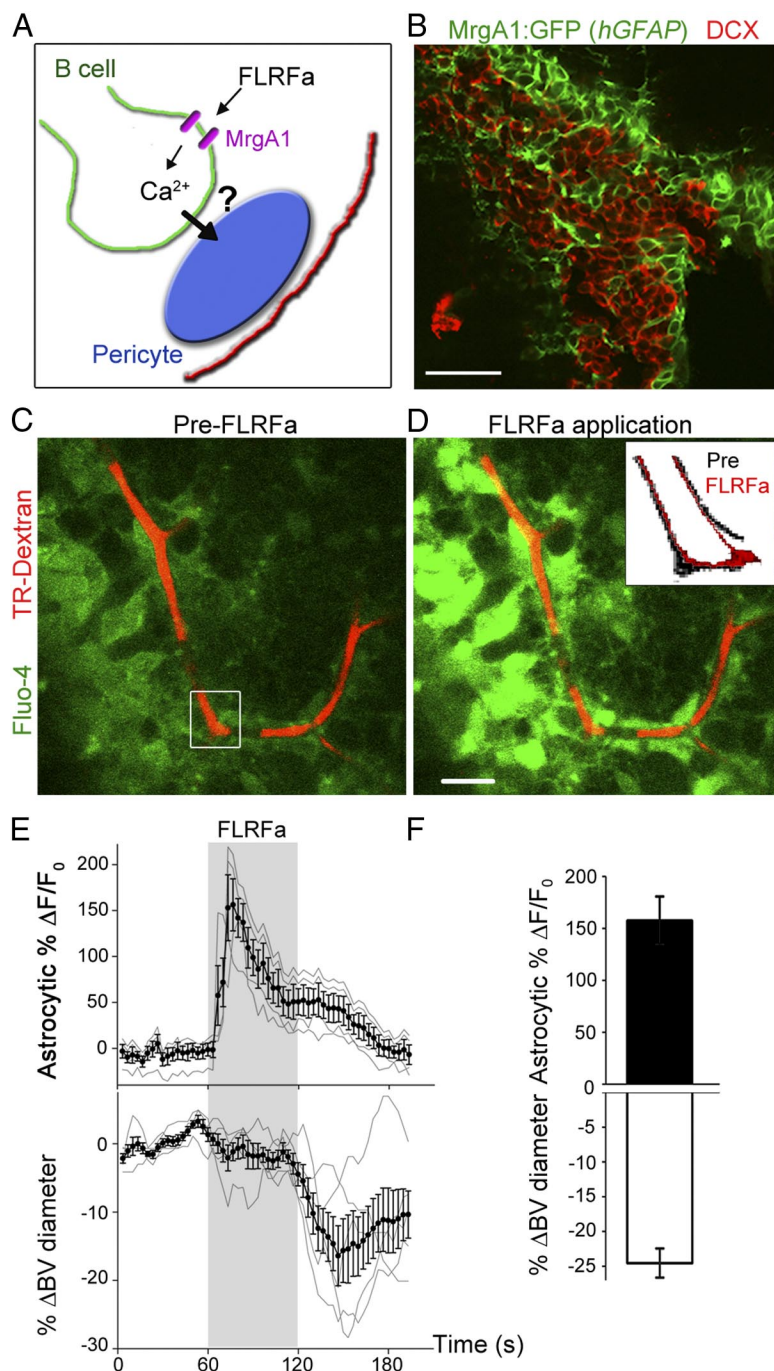 A
B cell
FLRFa
MrgA1
Ca²⁺
?
Pericyte
B
MrgA1:GFP (hGFAP) DCX
C
Pre-FLRFa
TR-Dextran
Fluo-4
D
FLRFa application
Pre
FLRFa
E
FLRFa
Astrocytic % ΔF/F₀
200
150
100
50
0
% ΔBV diameter
0
-10
-20
-30
0
60
120
180
Time (s)
F
Astrocytic % ΔF/F₀
200
150
100
50
0
% ΔBV diameter
-5
-10
-15
-20
-25